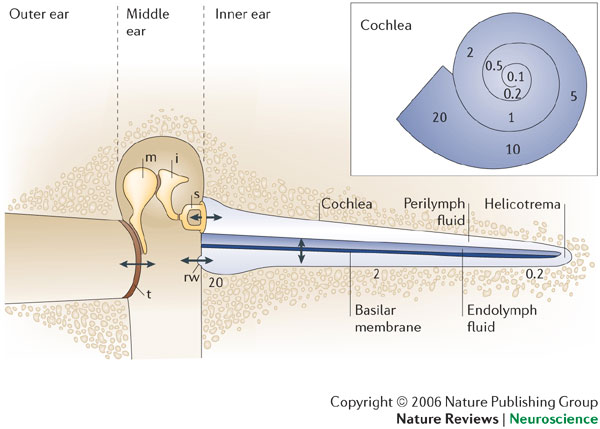 Outer ear
Middle
ear
Inner ear
Cochlea
2
0.5
0.1
0.2
5
20
1
10
m
i
s
Cochlea
Perilymph
fluid
Helicotrema
t
rw
20
2
0.2
Basilar
membrane
Endolymph
fluid
Copyright © 2006 Nature Publishing Group
Nature Reviews | Neuroscience